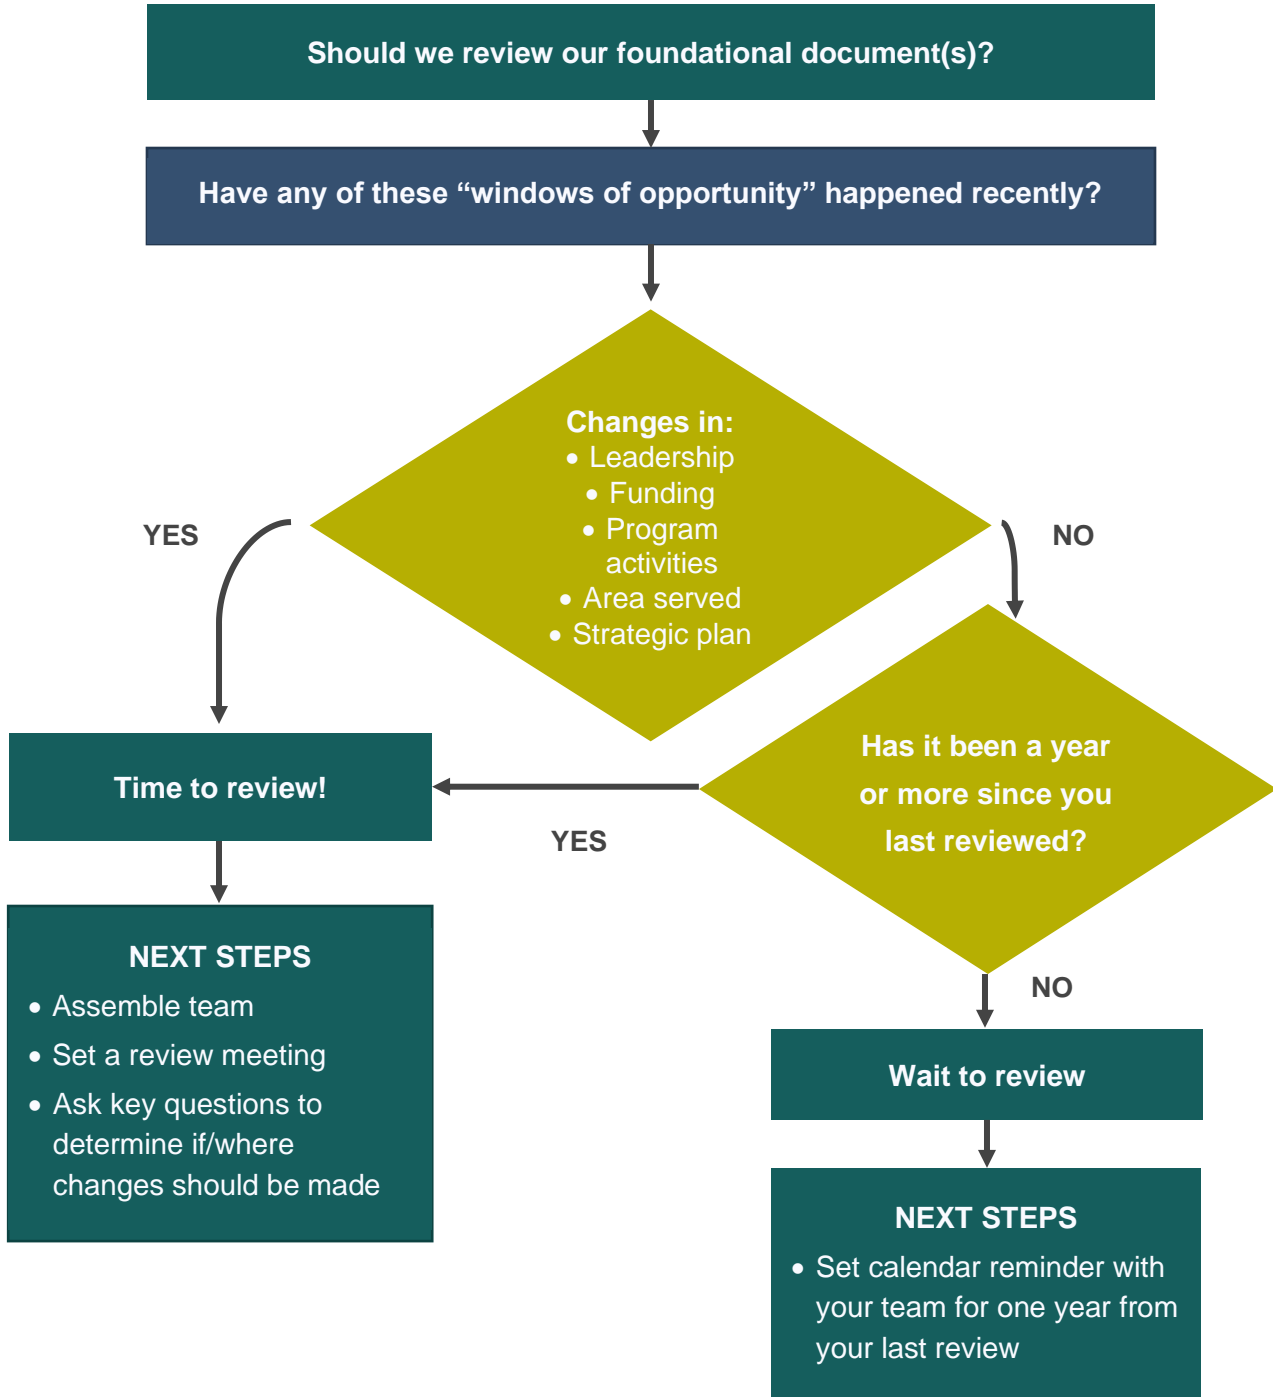 Should we review our foundational document(s)?
Have any of these “windows of opportunity” happened recently?
Changes in:
• Leadership
• Funding
• Program
activities
• Area served
• Strategic plan
YES
NO
Has it been a year
or more since you
last reviewed?
YES
Time to review!
NEXT STEPS
• Assemble team
• Set a review meeting
• Ask key questions to
determine if/where
changes should be made
NO
Wait to review
NEXT STEPS
• Set calendar reminder with
your team for one year from
your last review